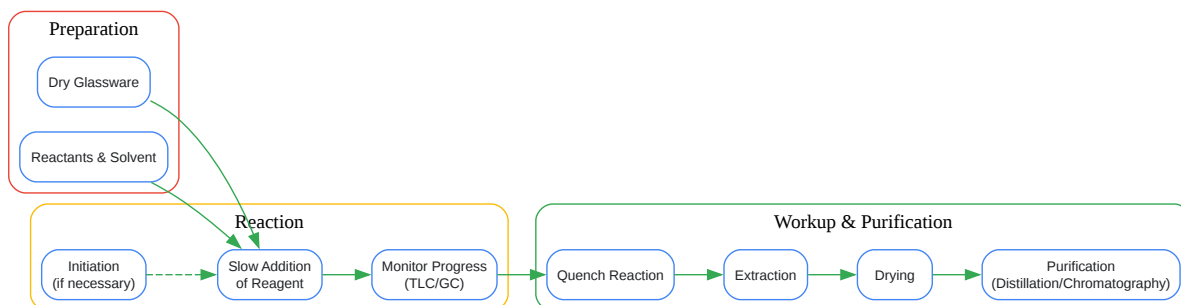 Preparation
Dry Glassware
Reactants & Solvent
Reaction
Initiation
(if necessary)
Slow Addition
of Reagent
Monitor Progress
(TLC/GC)
Workup & Purification
Quench Reaction
Extraction
Drying
Purification
(Distillation/Chromatography)